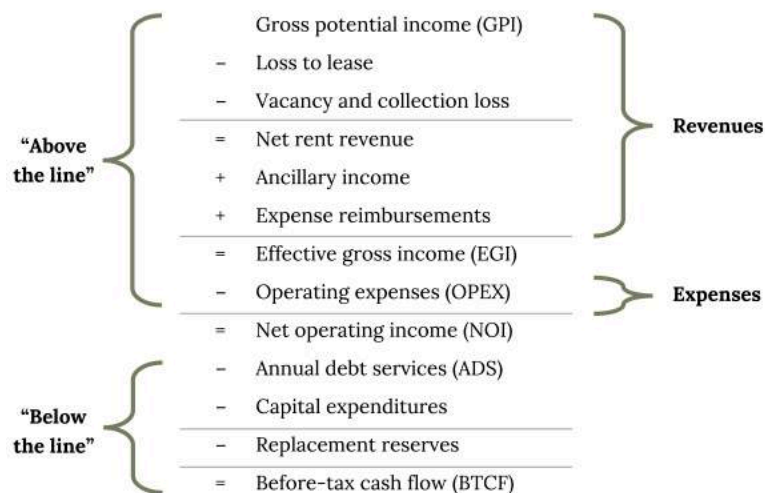 Gross potential income (GPI)
– Loss to lease
– Vacancy and collection loss
= Net rent revenue
+ Ancillary income
+ Expense reimbursements
= Effective gross income (EGI)
– Operating expenses (OPEX)
= Net operating income (NOI)
– Annual debt services (ADS)
– Capital expenditures
– Replacement reserves
= Before-tax cash flow (BTCF)
“Above
the line”
“Below
the line”
Revenues
Expenses